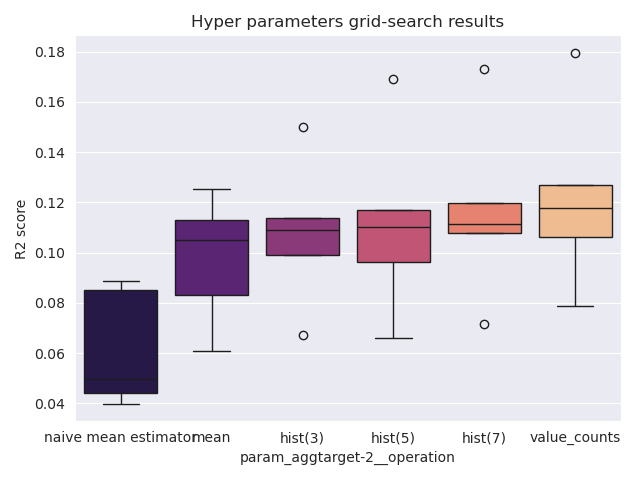 Hyper parameters grid-search results
R2 score
0.18
0.16
0.14
0.12
0.10
0.08
0.06
0.04
naive mean estimator mean hist(3) hist(5) hist(7) value_counts
param_aggtarget-2__operation